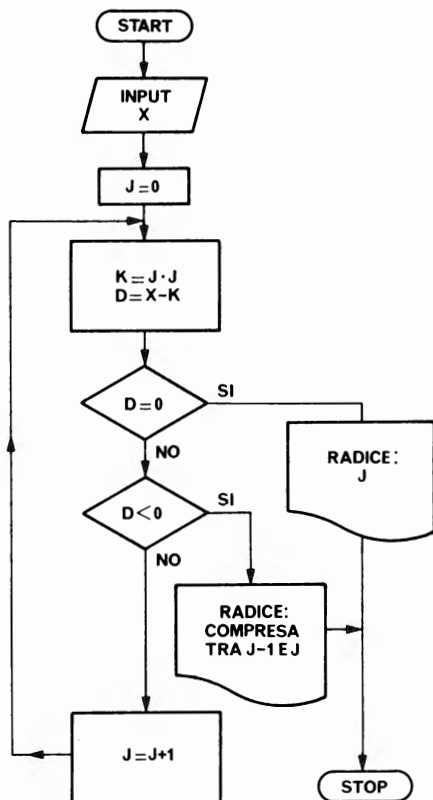 START
INPUT
X
J=0
K=J·J
D=X-K
D=0
SI
NO
RADICE:
J
D<0
SI
NO
RADICE:
COMPRESA
TRA J-1 E J
J=J+1
STOP